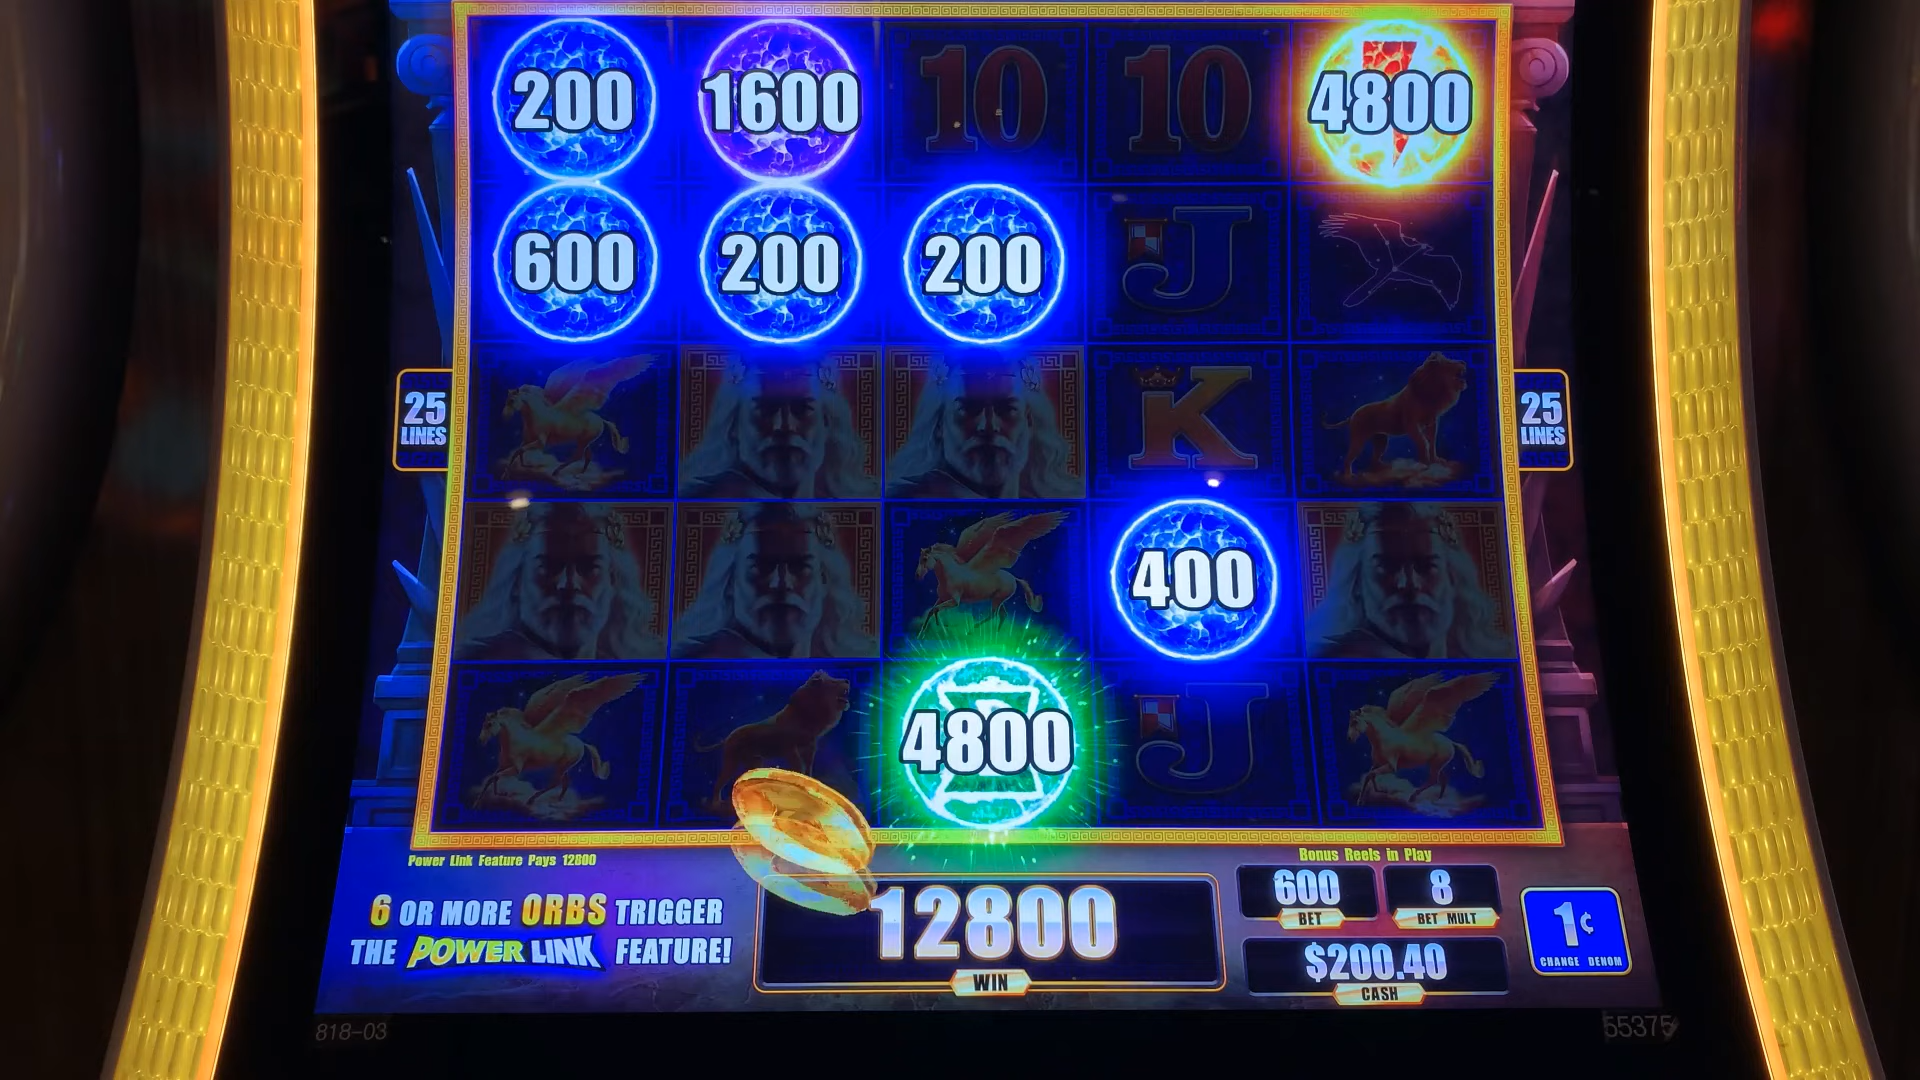 200 1600 10 10 4800
600 200 200 J
25 LINES
K
25 LINES
400
4800 J
Power Link Feature Pays 12800
6 OR MORE ORBS TRIGGER
THE POWER LINK FEATURE!
12800
WIN
Bonus Reels in Play
600 8
BET BET MULT
$200.40
CASH
1¢
CHANGE DENOM
818-03
55375